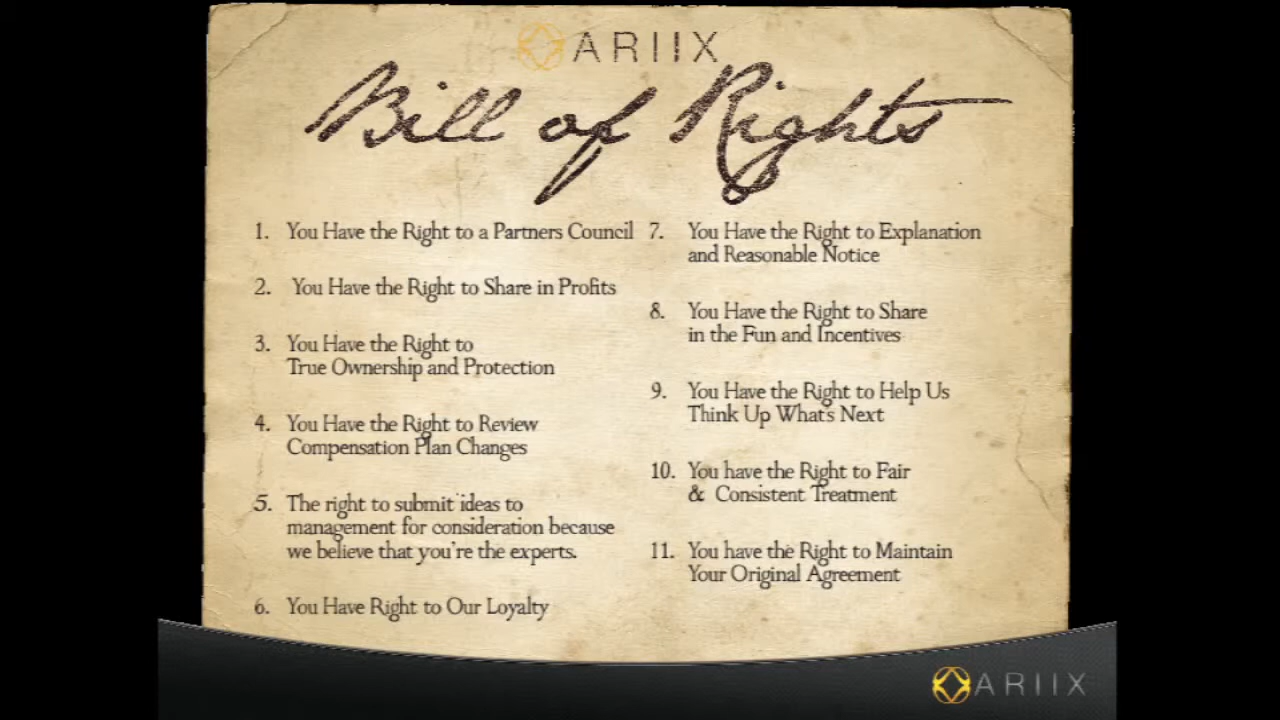 ARIIX
Bill of Rights
1. You Have the Right to a Partners Council
2. You Have the Right to Share in Profits
3. You Have the Right to
True Ownership and Protection
4. You Have the Right to Review
Compensation Plan Changes
5. The right to submit ideas to
management for consideration because
we believe that you're the experts.
6. You Have Right to Our Loyalty
7. You Have the Right to Explanation
and Reasonable Notice
8. You Have the Right to Share
in the Fun and Incentives
9. You Have the Right to Help Us
Think Up What's Next
10. You have the Right to Fair
& Consistent Treatment
11. You have the Right to Maintain
Your Original Agreement
ARIIX